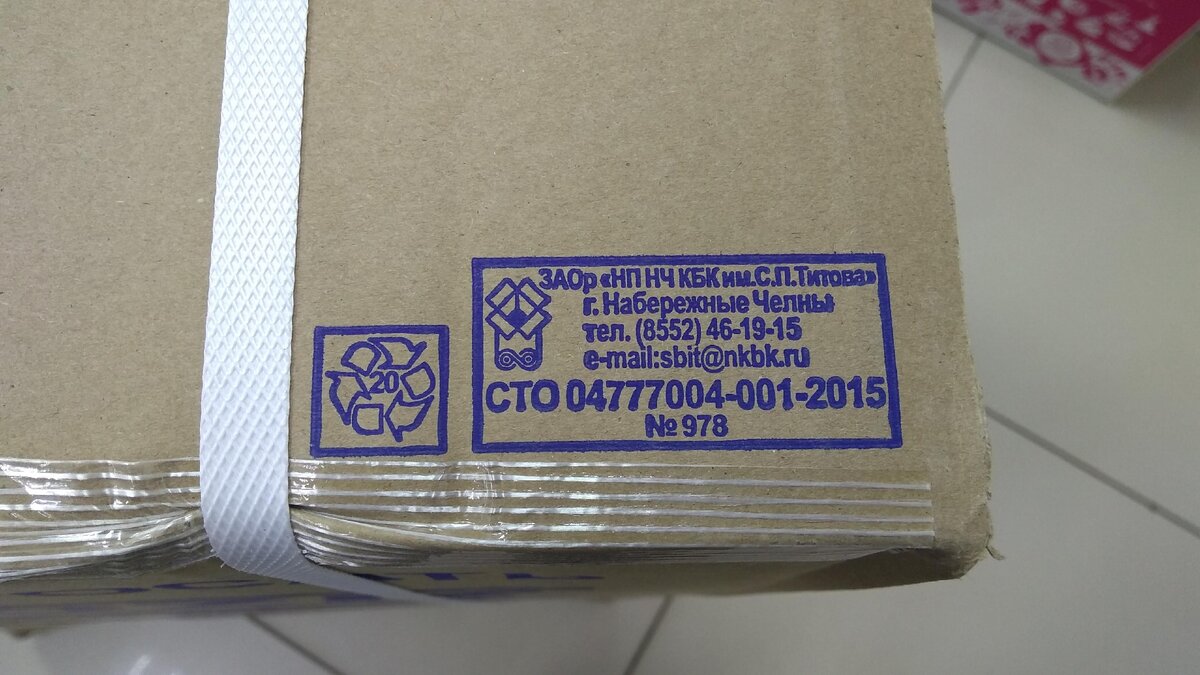 ЗАОр «НП НЧ КБК им.С.П.Титова»
г. Набережные Челны
тел. (8552) 46-19-15
e-mail:sbit@nkbk.ru
20
СТО 04777004-001-2015
№ 978